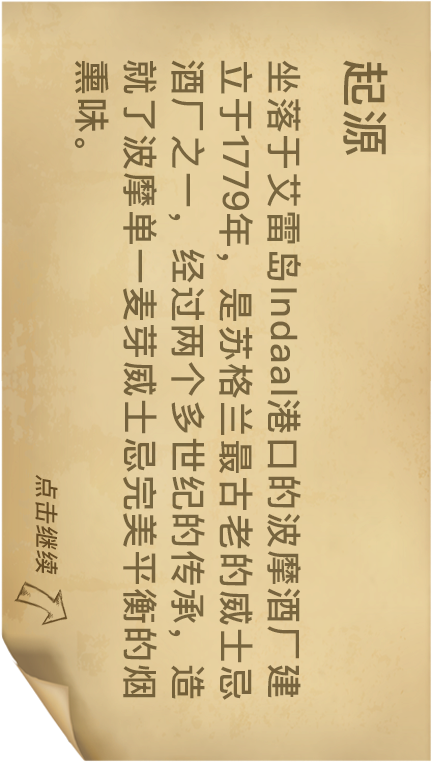 起源
坐落于艾雷岛Indaal港口的波摩酒厂建
立于1779年，是苏格兰最古老的威士忌
酒厂之一，经过两个多世纪的传承，造
就了波摩单一麦芽威士忌完美平衡的烟
熏味。
点击继续